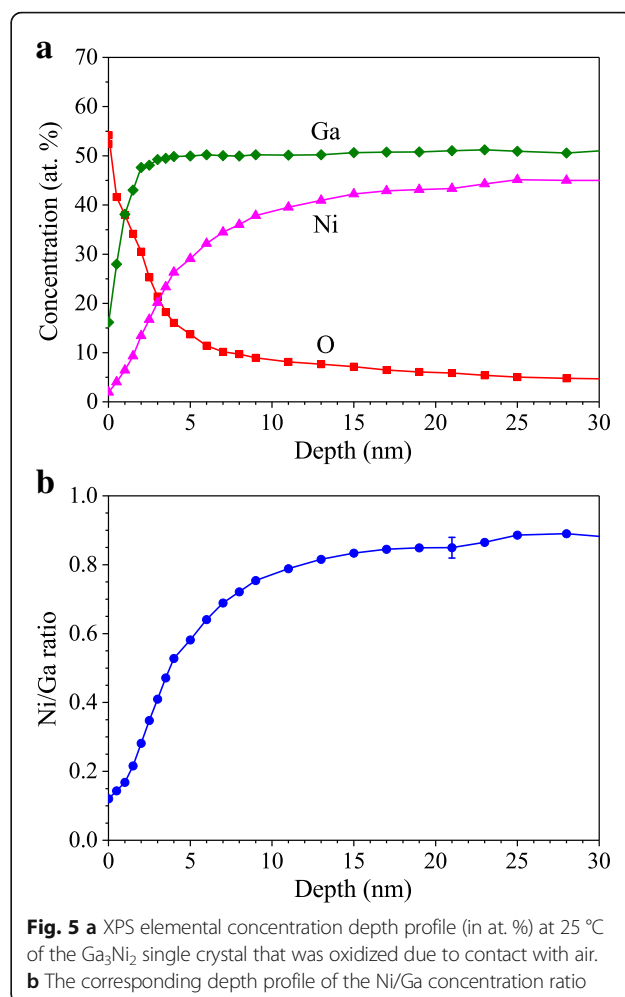 a
70
60
50
40
30
20
10
0
Concentration (at. %)
Ga
Ni
O
0 5 10 15 20 25 30
Depth (nm)
b
1.0
0.8
0.6
0.4
0.2
0.0
Ni/Ga ratio
0 5 10 15 20 25 30
Depth (nm)
Fig. 5 a XPS elemental concentration depth profile (in at. %) at 25 °C
of the Ga₃Ni₂ single crystal that was oxidized due to contact with air.
b The corresponding depth profile of the Ni/Ga concentration ratio